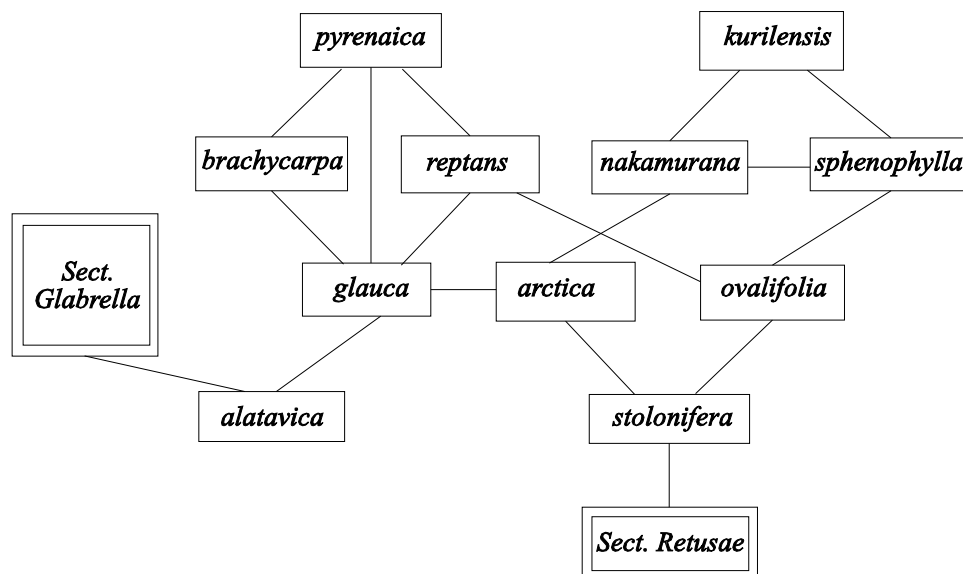 pyrenaica
kurilensis
brachycarpa
reptans
nakamurana
sphenophylla
Sect.
Glabrella
glauca
arctica
ovalifolia
alatavica
stolonifera
Sect. Retusae